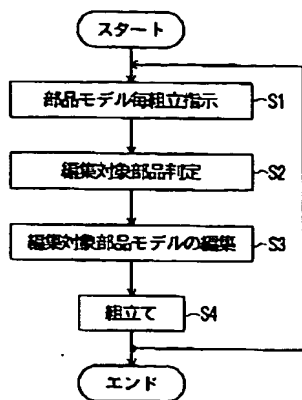 スタート
部品モデル毎組立指示 S1
編集対象部品判定 S2
編集対象部品モデルの編集 S3
組立て S4
エンド